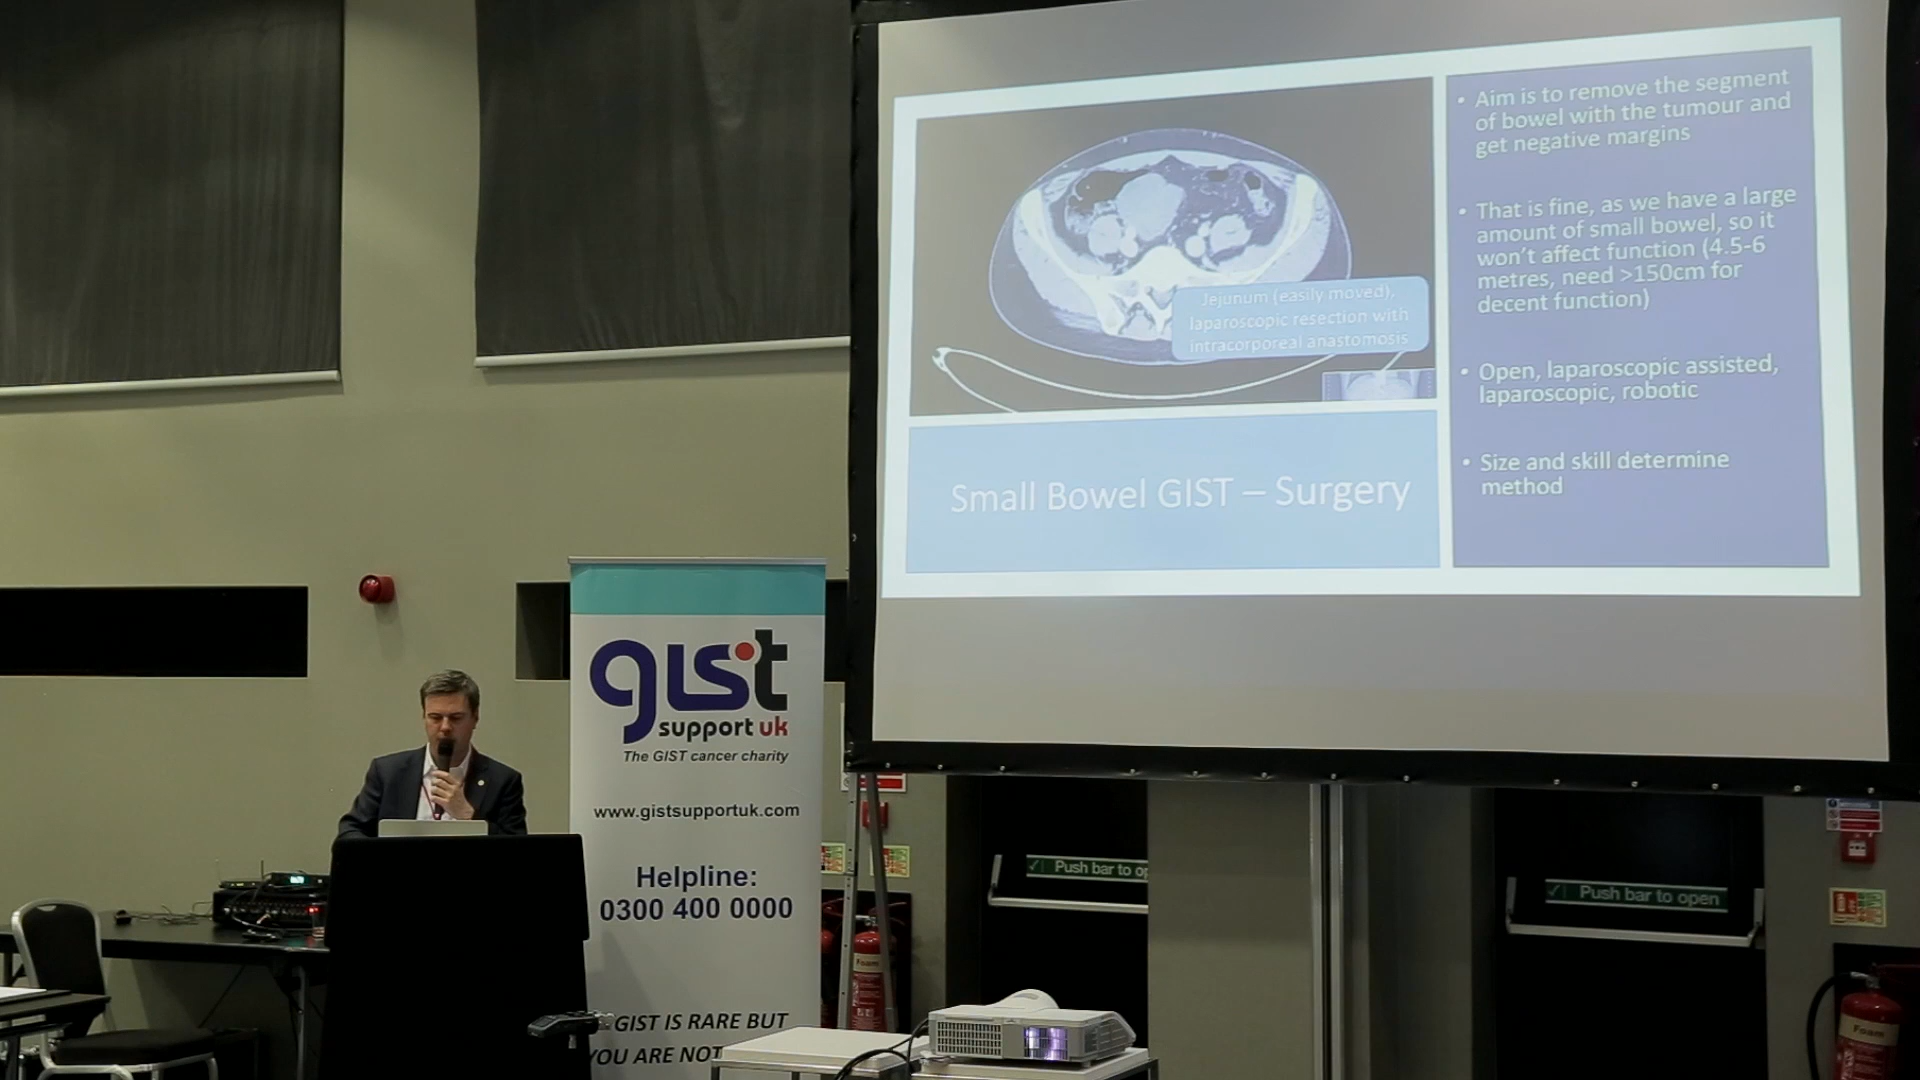 • Aim is to remove the segment
of bowel with the tumour and
get negative margins
• That is fine, as we have a large
amount of small bowel, so it
won't affect function (4.5-6
metres, need >150cm for
decent function)
• Open, laparoscopic assisted,
laparoscopic, robotic
• Size and skill determine
method
Jejunum (easily moved),
laparoscopic resection with
intracorporeal anastomosis
Small Bowel GIST – Surgery
gist
support uk
The GIST cancer charity
www.gistsupportuk.com
Helpline:
0300 400 0000
GIST IS RARE BUT
YOU ARE NOT
Push bar to op
Push bar to open
Foam
Foam